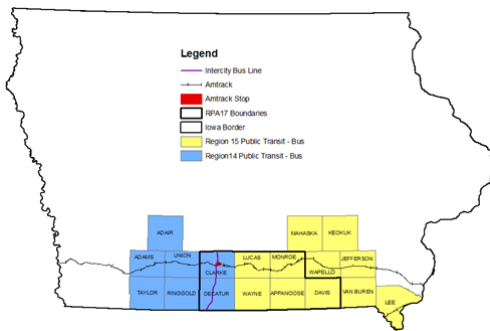 Legend
Intercity Bus Line
Amtrack
Amtrack Stop
RPA17 Boundaries
Iowa Border
Region 15 Public Transit - Bus
Region14 Public Transit - Bus
ADAIR
MAHASKA
KEOKUK
ADAMS
UNION
CLARKE
LUCAS
MONROE
WAPELLO
JEFFERSON
TAYLOR
RINGGOLD
DECATUR
WAYNE
APPANOOSE
DAVIS
VAN BUREN
LEE